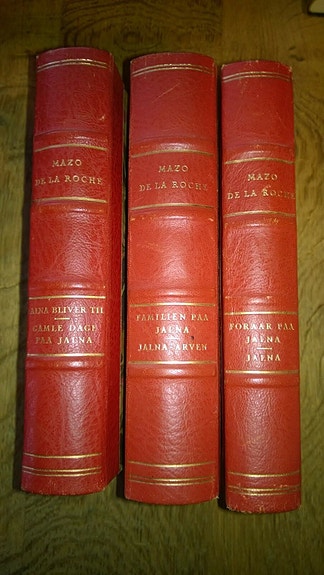 MAZO
DE LA ROCHE
JALNA BLIVER TIL
GAMLE DAGE
PAA JALNA
MAZO
DE LA ROCHE
FAMILIEN PAA
JALNA
JALNA-ARVEN
MAZO
DE LA ROCHE
FORAAR PAA
JALNA
JALNA